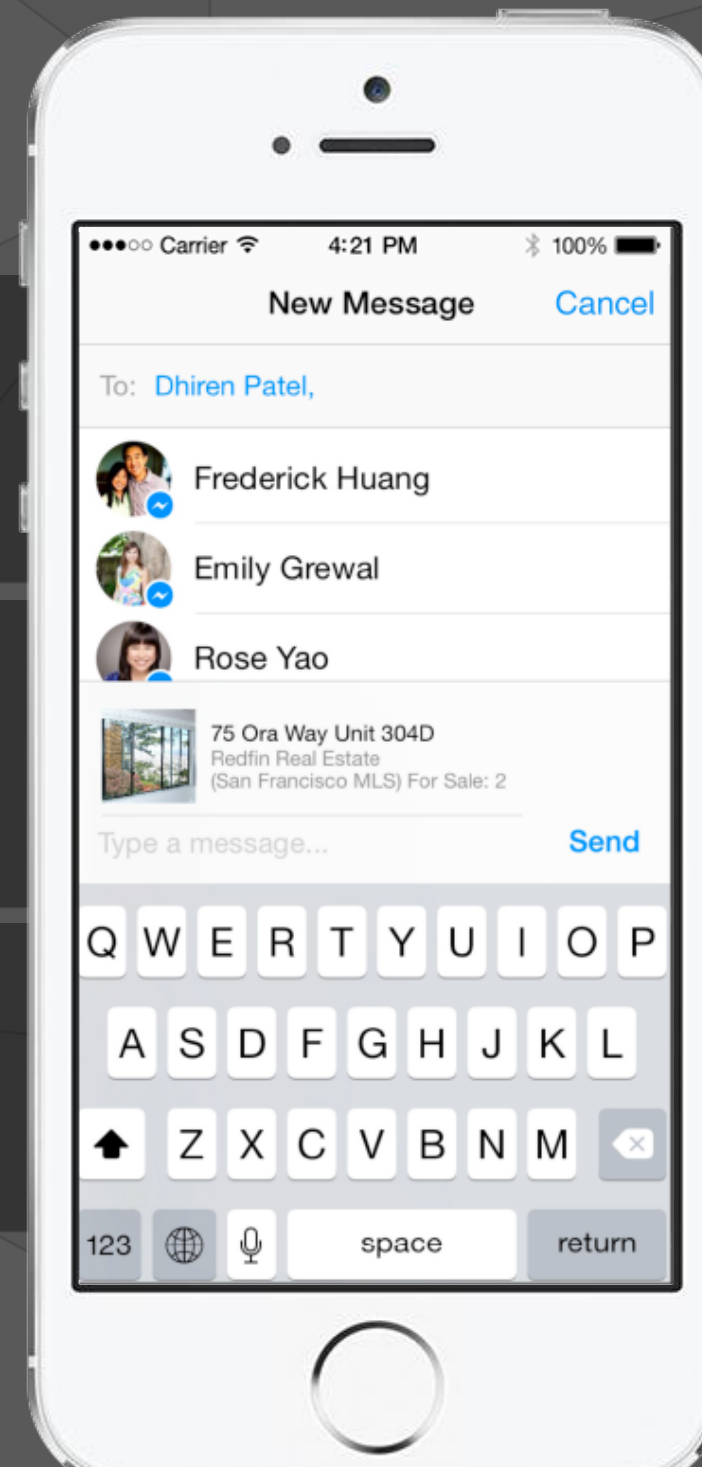 Carrier 4:21 PM 100%
New Message Cancel
To: Dhiren Patel,
Frederick Huang
Emily Grewal
Rose Yao
75 Ora Way Unit 304D
Redfin Real Estate
(San Francisco MLS) For Sale: 2
Type a message...
Send
Q W E R T Y U I O P
A S D F G H J K L
Z X C V B N M
123 space return